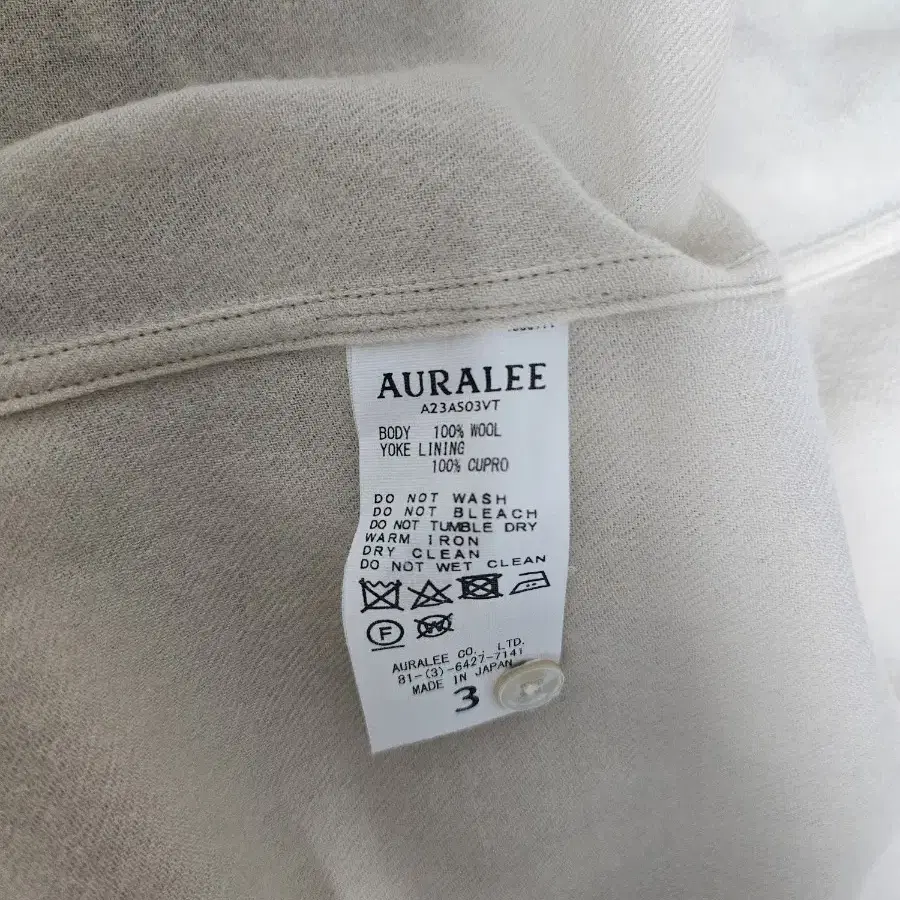 AURALEE
A23AS03VT
BODY 100% WOOL
YOKE LINING
100% CUPRO
DO NOT WASH
DO NOT BLEACH
DO NOT TUMBLE DRY
WARM IRON
DRY CLEAN
DO NOT WET CLEAN
F
W
AURALEE CO., LTD.
81-(3)-6427-7141
MADE IN JAPAN
3